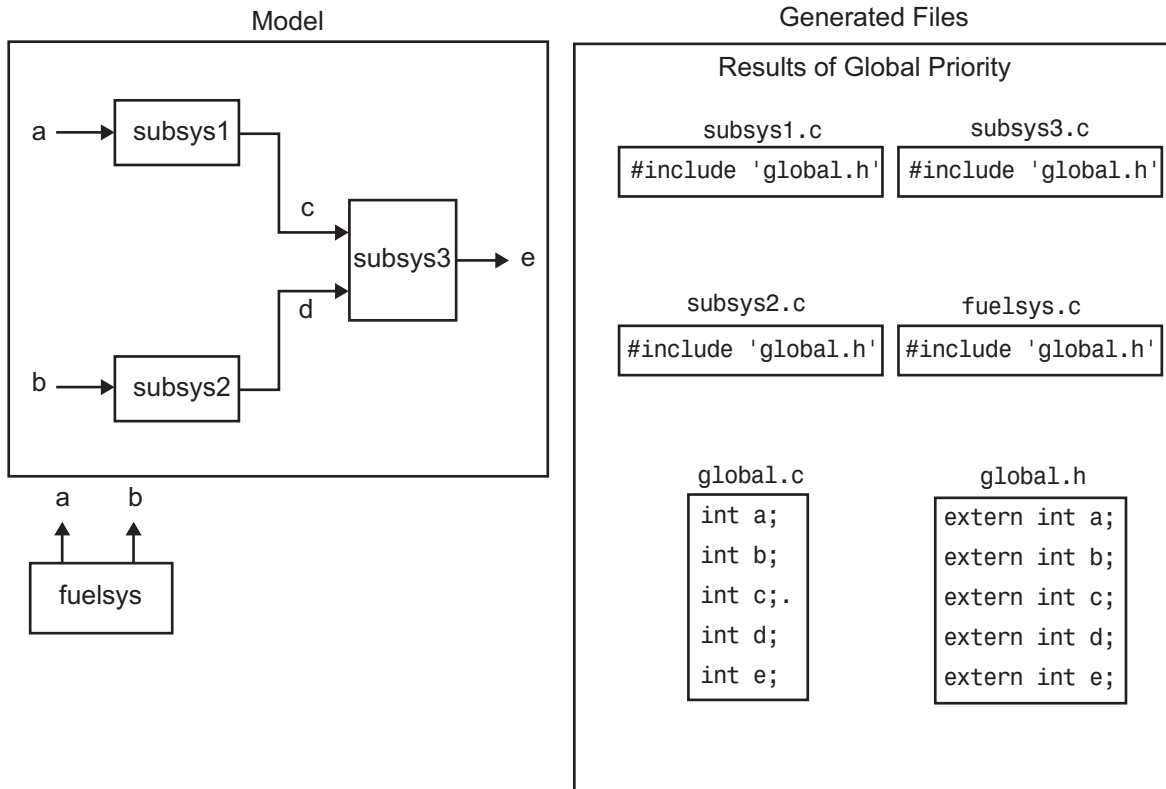 Model
a
subsys1
c
subsys3
e
d
b
subsys2
a
b
fuelsys
Generated Files
Results of Global Priority
subsys1.c
#include 'global.h'
subsys3.c
#include 'global.h'
subsys2.c
#include 'global.h'
fuelsys.c
#include 'global.h'
global.c
int a;
int b;
int c;.
int d;
int e;
global.h
extern int a;
extern int b;
extern int c;
extern int d;
extern int e;